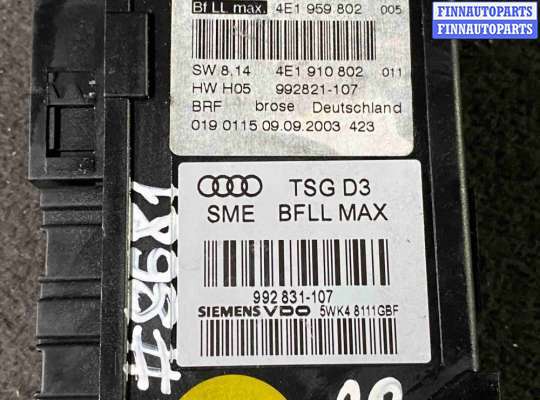 FINNAUTOPARTS
FINNAUTOPARTS
Bf LL. max. 4E1 959 802 005
SW 8.14 4E1 910 802 011
HW H05 992821-107
BRF brose Deutschland
019 0115 09.09.2003 423
TSG D3
SME BFLL MAX
992 831-107
SIEMENS VDO 5WK4 8111GBF